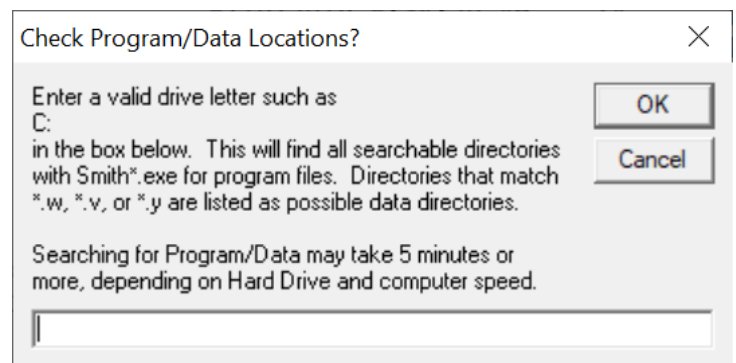 Check Program/Data Locations?
Enter a valid drive letter such as
C:
in the box below.  This will find all searchable directories
with Smith*.exe for program files.  Directories that match
*.w, *.v, or *.y are listed as possible data directories.
Searching for Program/Data may take 5 minutes or
more, depending on Hard Drive and computer speed.
OK
Cancel